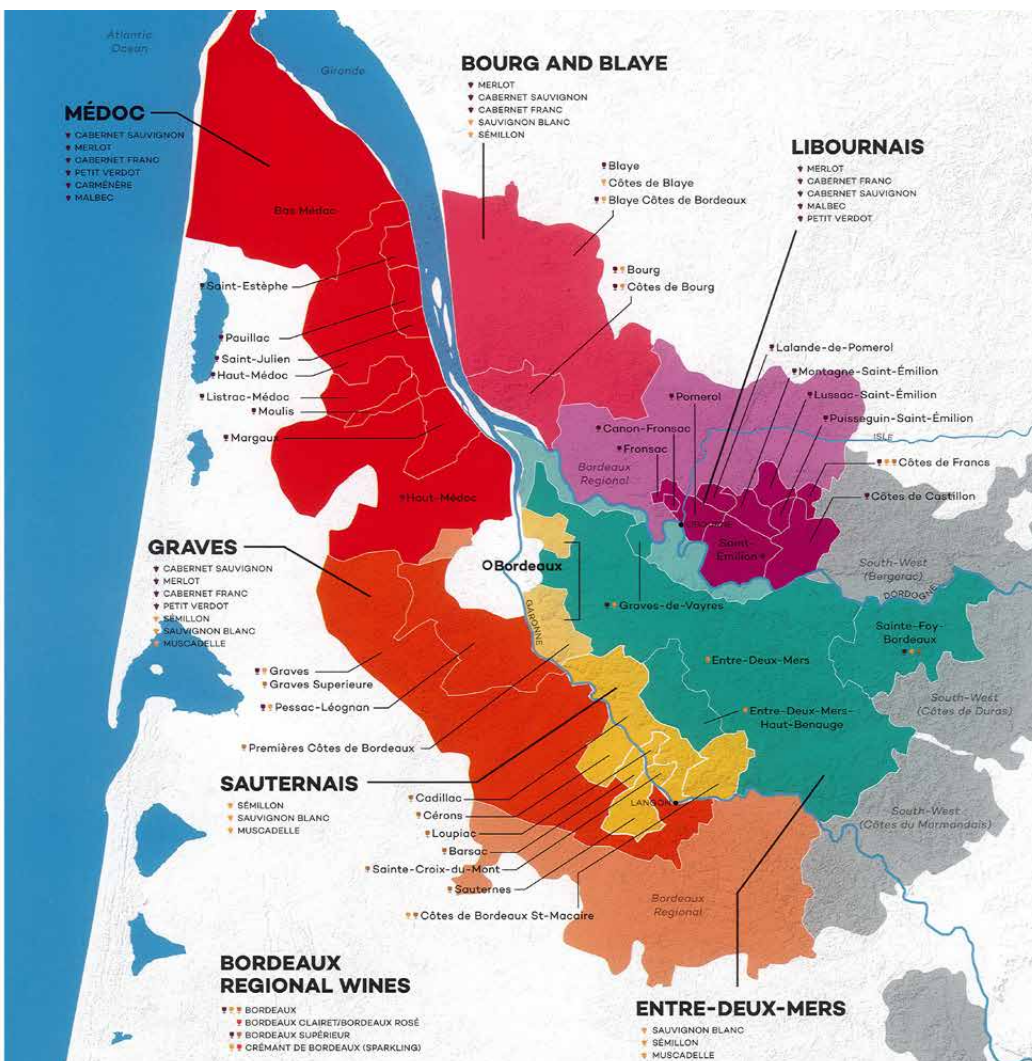 Atlantic
Ocean
Gironde
MÉDOC
CABERNET SAUVIGNON
MERLOT
CABERNET FRANC
PETIT VERDOT
CARMÉNÈRE
MALBEC
BOURG AND BLAYE
MERLOT
CABERNET SAUVIGNON
CABERNET FRANC
SAUVIGNON BLANC
SÉMILLON
LIBOURNAIS
MERLOT
CABERNET FRANC
CABERNET SAUVIGNON
MALBEC
PETIT VERDOT
Blaye
Côtes de Blaye
Blaye Côtes de Bordeaux
Bas Médoc
Bourg
Côtes de Bourg
Saint-Estèphe
Pauillac
Saint-Julien
Haut-Médoc
Listrac-Médoc
Moulis
Margaux
Haut-Médoc
Lalande-de-Pomerol
Montagne-Saint-Émilion
Pomerol
Lussac-Saint-Émilion
Puisseguin-Saint-Émilion
Canon-Fronsac
Fronsac
ISLE
Côtes de Francs
Côtes de Castillon
Bordeaux
Regional
LIBOURNE
Saint-
Émilion
South-West
(Bergerac)
DORDOGNE
GRAVES
CABERNET SAUVIGNON
MERLOT
CABERNET FRANC
PETIT VERDOT
SÉMILLON
SAUVIGNON BLANC
MUSCADELLE
Bordeaux
GARONNE
Graves-de-Vayres
Sainte-Foy-
Bordeaux
Entre-Deux-Mers
Graves
Graves Superieure
Pessac-Léognan
South-West
(Côtes de Duras)
Entre-Deux-Mers-
Haut-Benauge
Premières Côtes de Bordeaux
SAUTERNAIS
SÉMILLON
SAUVIGNON BLANC
MUSCADELLE
Cadillac
Cérons
Loupiac
Barsac
Sainte-Croix-du-Mont
Sauternes
Côtes de Bordeaux St-Macaire
LANGON
South-West
(Côtes du Marmandais)
Bordeaux
Regional
BORDEAUX
REGIONAL WINES
BORDEAUX
BORDEAUX CLAIRET/BORDEAUX ROSÉ
BORDEAUX SUPÉRIEUR
CRÉMANT DE BORDEAUX (SPARKLING)
ENTRE-DEUX-MERS
SAUVIGNON BLANC
SÉMILLON
MUSCADELLE